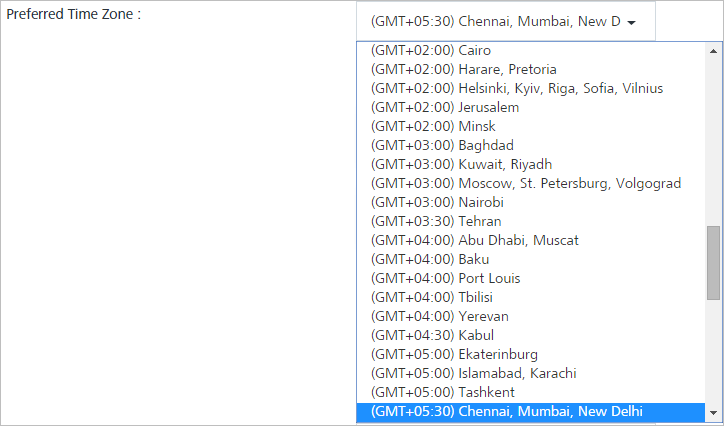 Preferred Time Zone :
(GMT+05:30) Chennai, Mumbai, New D
(GMT+02:00) Cairo
(GMT+02:00) Harare, Pretoria
(GMT+02:00) Helsinki, Kyiv, Riga, Sofia, Vilnius
(GMT+02:00) Jerusalem
(GMT+02:00) Minsk
(GMT+03:00) Baghdad
(GMT+03:00) Kuwait, Riyadh
(GMT+03:00) Moscow, St. Petersburg, Volgograd
(GMT+03:00) Nairobi
(GMT+03:30) Tehran
(GMT+04:00) Abu Dhabi, Muscat
(GMT+04:00) Baku
(GMT+04:00) Port Louis
(GMT+04:00) Tbilisi
(GMT+04:00) Yerevan
(GMT+04:30) Kabul
(GMT+05:00) Ekaterinburg
(GMT+05:00) Islamabad, Karachi
(GMT+05:00) Tashkent
(GMT+05:30) Chennai, Mumbai, New Delhi